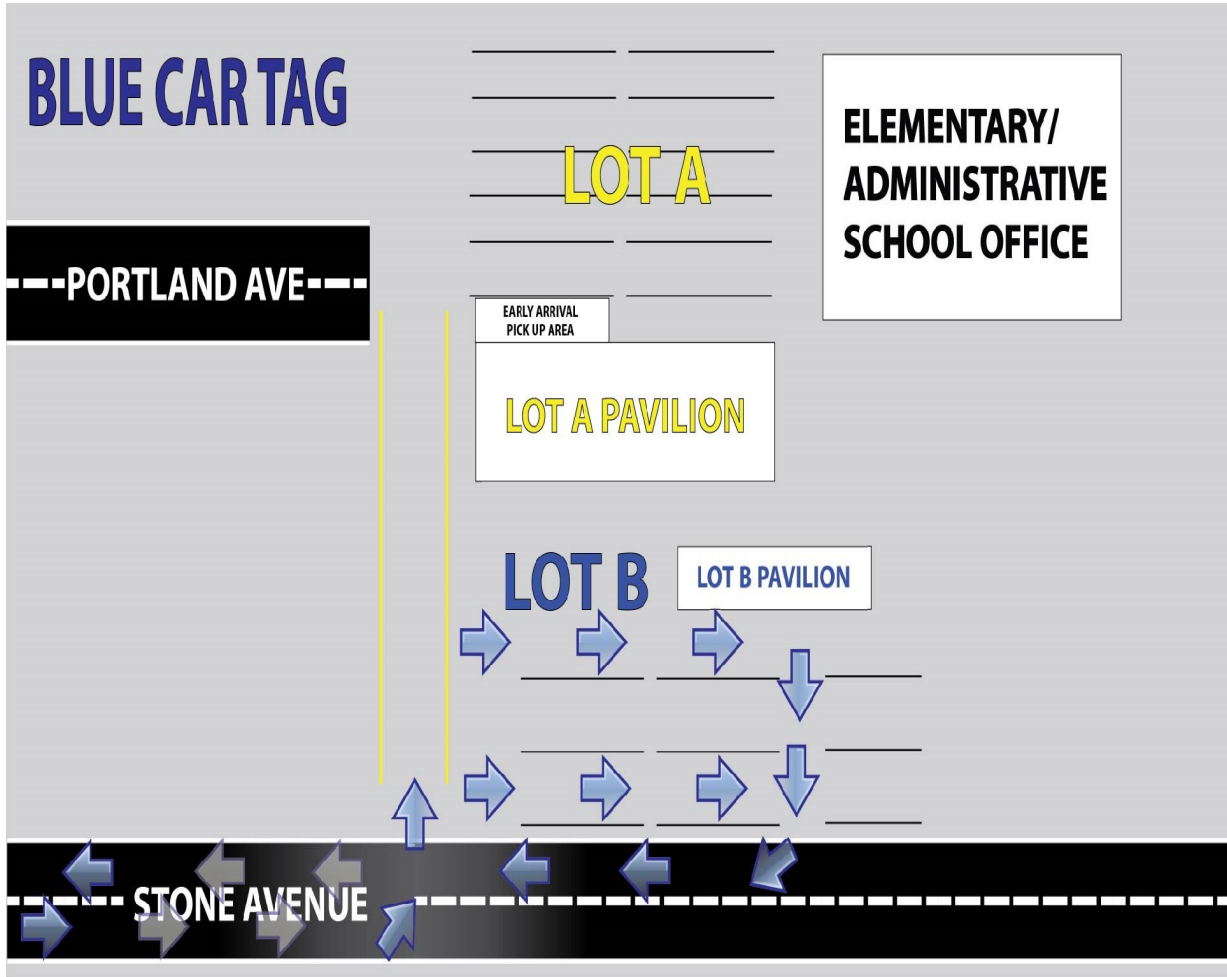 BLUE CAR TAG
LOT A
ELEMENTARY/
ADMINISTRATIVE
SCHOOL OFFICE
PORTLAND AVE
EARLY ARRIVAL
PICK UP AREA
LOT A PAVILION
LOT B
LOT B PAVILION
STONE AVENUE